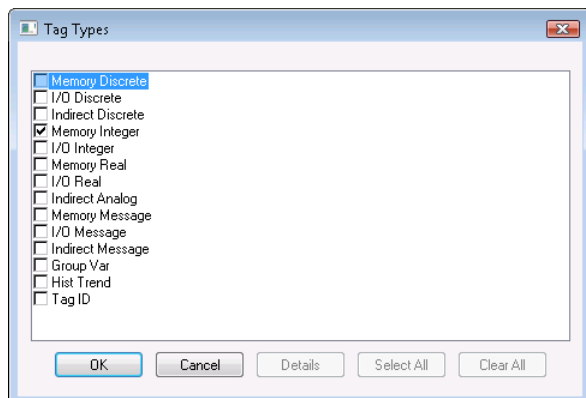 Tag Types
Memory Discrete
I/O Discrete
Indirect Discrete
Memory Integer
I/O Integer
Memory Real
I/O Real
Indirect Analog
Memory Message
I/O Message
Indirect Message
Group Var
Hist Trend
Tag ID
OK Cancel Details Select All Clear All